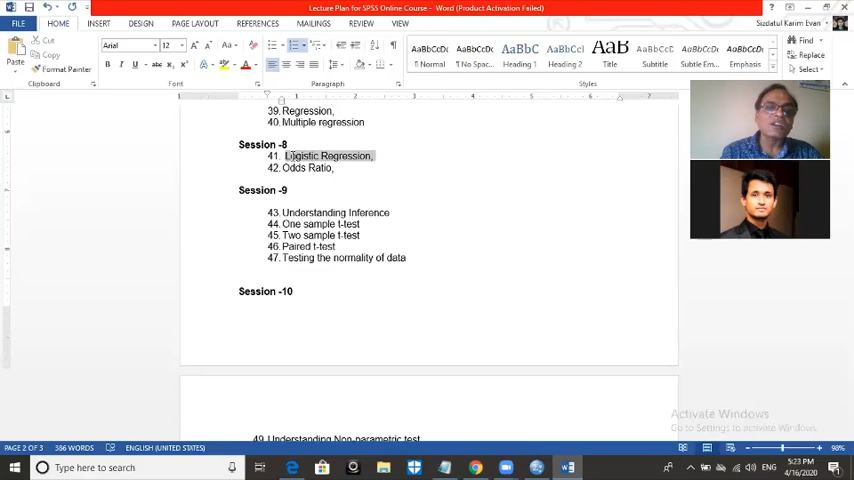 Lecture Plan for SPSS Online Course - Word (Product Activation Failed)
FILE HOME INSERT DESIGN PAGE LAYOUT REFERENCES MAILINGS REVIEW VIEW Sizdatul Karim Evan
Cut
Copy
Format Painter
Paste
Clipboard
Arial 12
Font
Paragraph
AaBbCcDc AaBbCcDc AaBbC AaBbCcl AaB AaBbCcD AaBbCcDc AaBbCcDc
¶ Normal ¶ No Spac... Heading 1 Heading 2 Title Subtitle Subtle Em... Emphasis
Styles
Find
Replace
Select
Editing
39. Regression,
40. Multiple regression
Session -8
41. Logistic Regression,
42. Odds Ratio,
Session -9
43. Understanding Inference
44. One sample t-test
45. Two sample t-test
46. Paired t-test
47. Testing the normality of data
Session -10
49. Understanding Non-parametric test
Activate Windows
Go to Settings to activate Windows.
PAGE 2 OF 3 386 WORDS ENGLISH (UNITED STATES) 98%
Type here to search
ENG
5:23 PM
4/16/2020